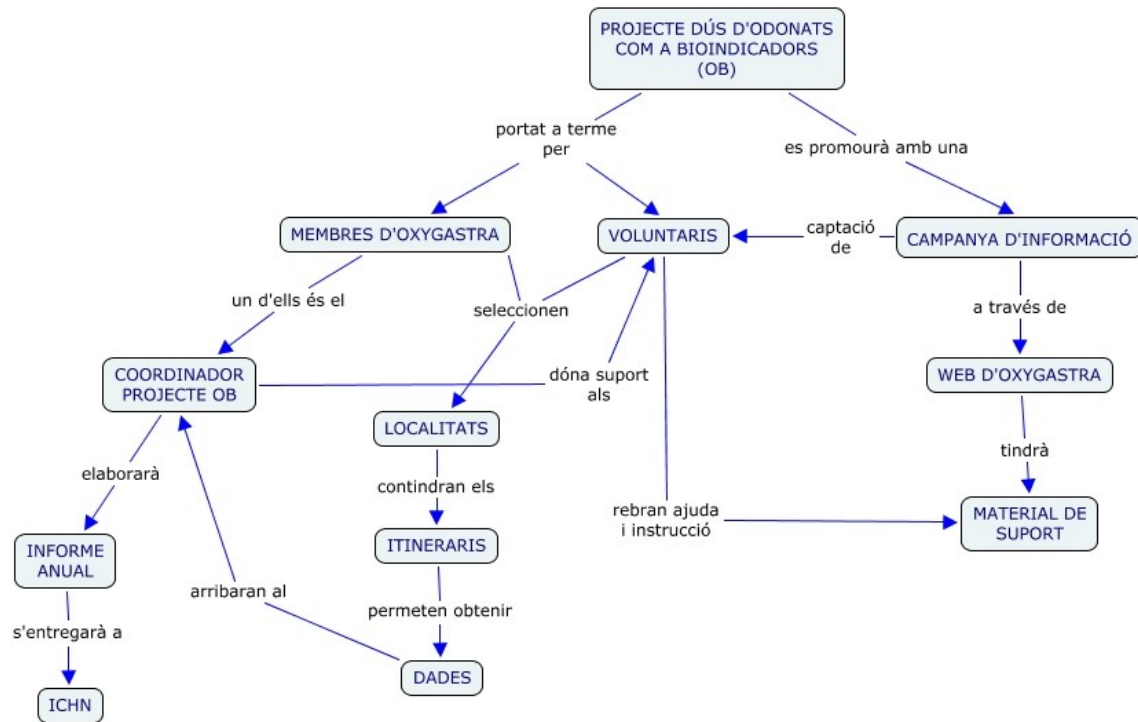 PROJECTE DÚS D'ODONATS
COM A BIOINDICADORS
(OB)
portat a terme
per
es promourà amb una
MEMBRES D'OXYGASTRA
VOLUNTARIS
captació
de
CAMPANYA D'INFORMACIÓ
un d'ells és el
seleccionen
a través de
COORDINADOR
PROJECTE OB
dóna suport
als
WEB D'OXYGASTRA
LOCALITATS
elaborarà
contindran els
tindrà
rebran ajuda
i instrucció
MATERIAL DE
SUPORT
INFORME
ANUAL
ITINERARIS
arribaran al
permeten obtenir
s'entregarà a
DADES
ICHN